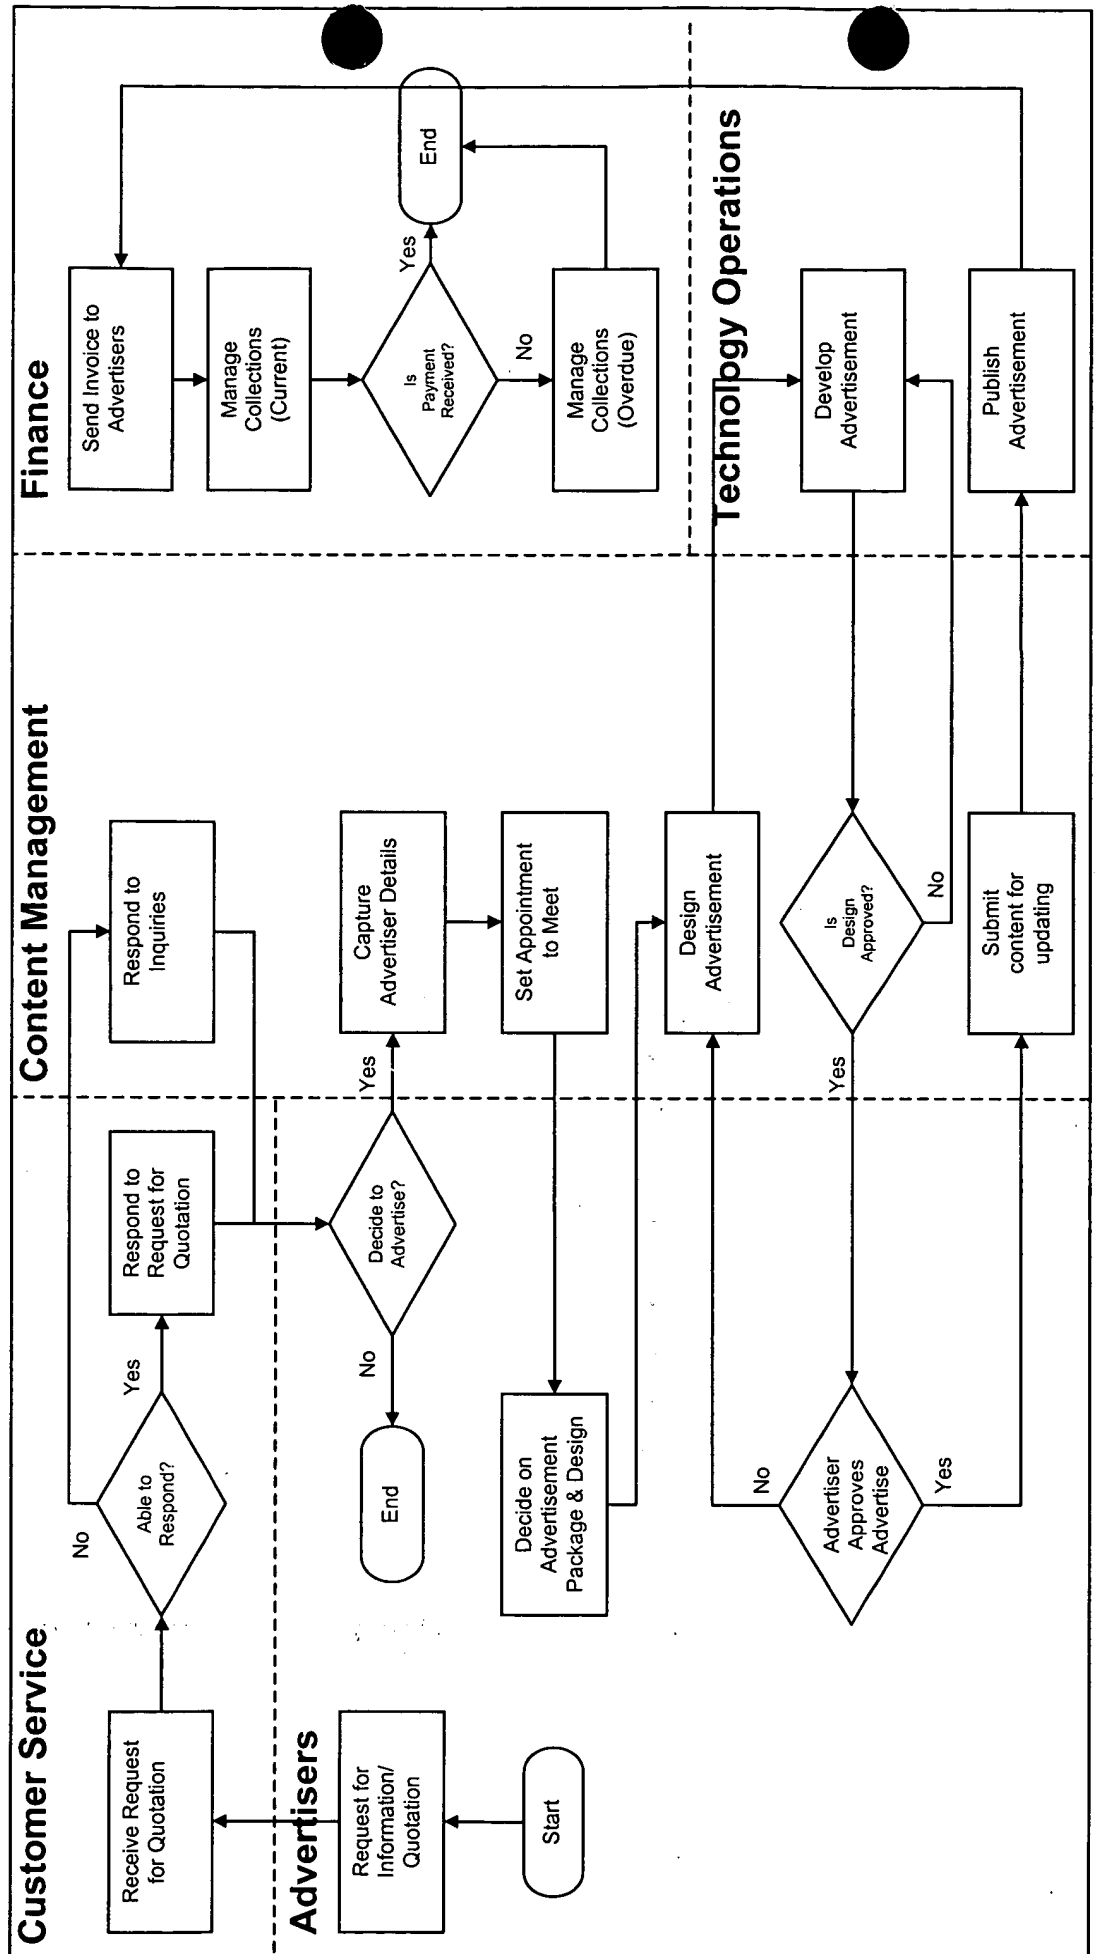 Customer Service
Receive Request
for Quotation
Able to
Respond?
No
Yes
Respond to
Request for
Quotation
Advertisers
Request for
Information/
Quotation
Start
Decide to
Advertise?
No
Yes
End
Decide on
Advertisement
Package & Design
Advertiser
Approves
Advertise
No
Yes
Content Management
Respond to
Inquiries
Capture
Advertiser Details
Set Appointment
to Meet
Design
Advertisement
Is
Design
Approved?
Yes
No
Submit
content for
updating
Finance
Send Invoice to
Advertisers
Manage
Collections
(Current)
Is
Payment
Received?
Yes
No
End
Manage
Collections
(Overdue)
Technology Operations
Develop
Advertisement
Publish
Advertisement